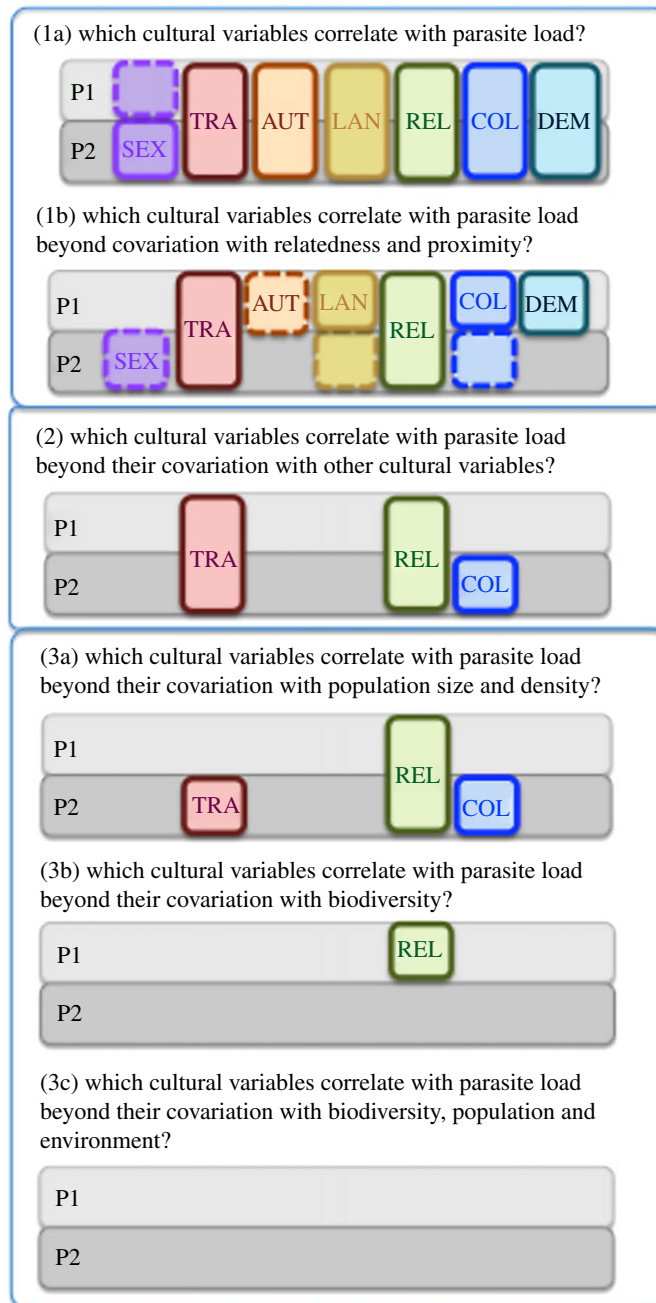 (1a) which cultural variables correlate with parasite load?
P1
TRA AUT LAN REL COL DEM
P2 SEX
(1b) which cultural variables correlate with parasite load
beyond covariation with relatedness and proximity?
P1 AUT LAN COL DEM
TRA REL
P2 SEX
(2) which cultural variables correlate with parasite load
beyond their covariation with other cultural variables?
P1
TRA REL
P2 COL
(3a) which cultural variables correlate with parasite load
beyond their covariation with population size and density?
P1
REL
P2 TRA COL
(3b) which cultural variables correlate with parasite load
beyond their covariation with biodiversity?
P1 REL
P2
(3c) which cultural variables correlate with parasite load
beyond their covariation with biodiversity, population and
environment?
P1
P2